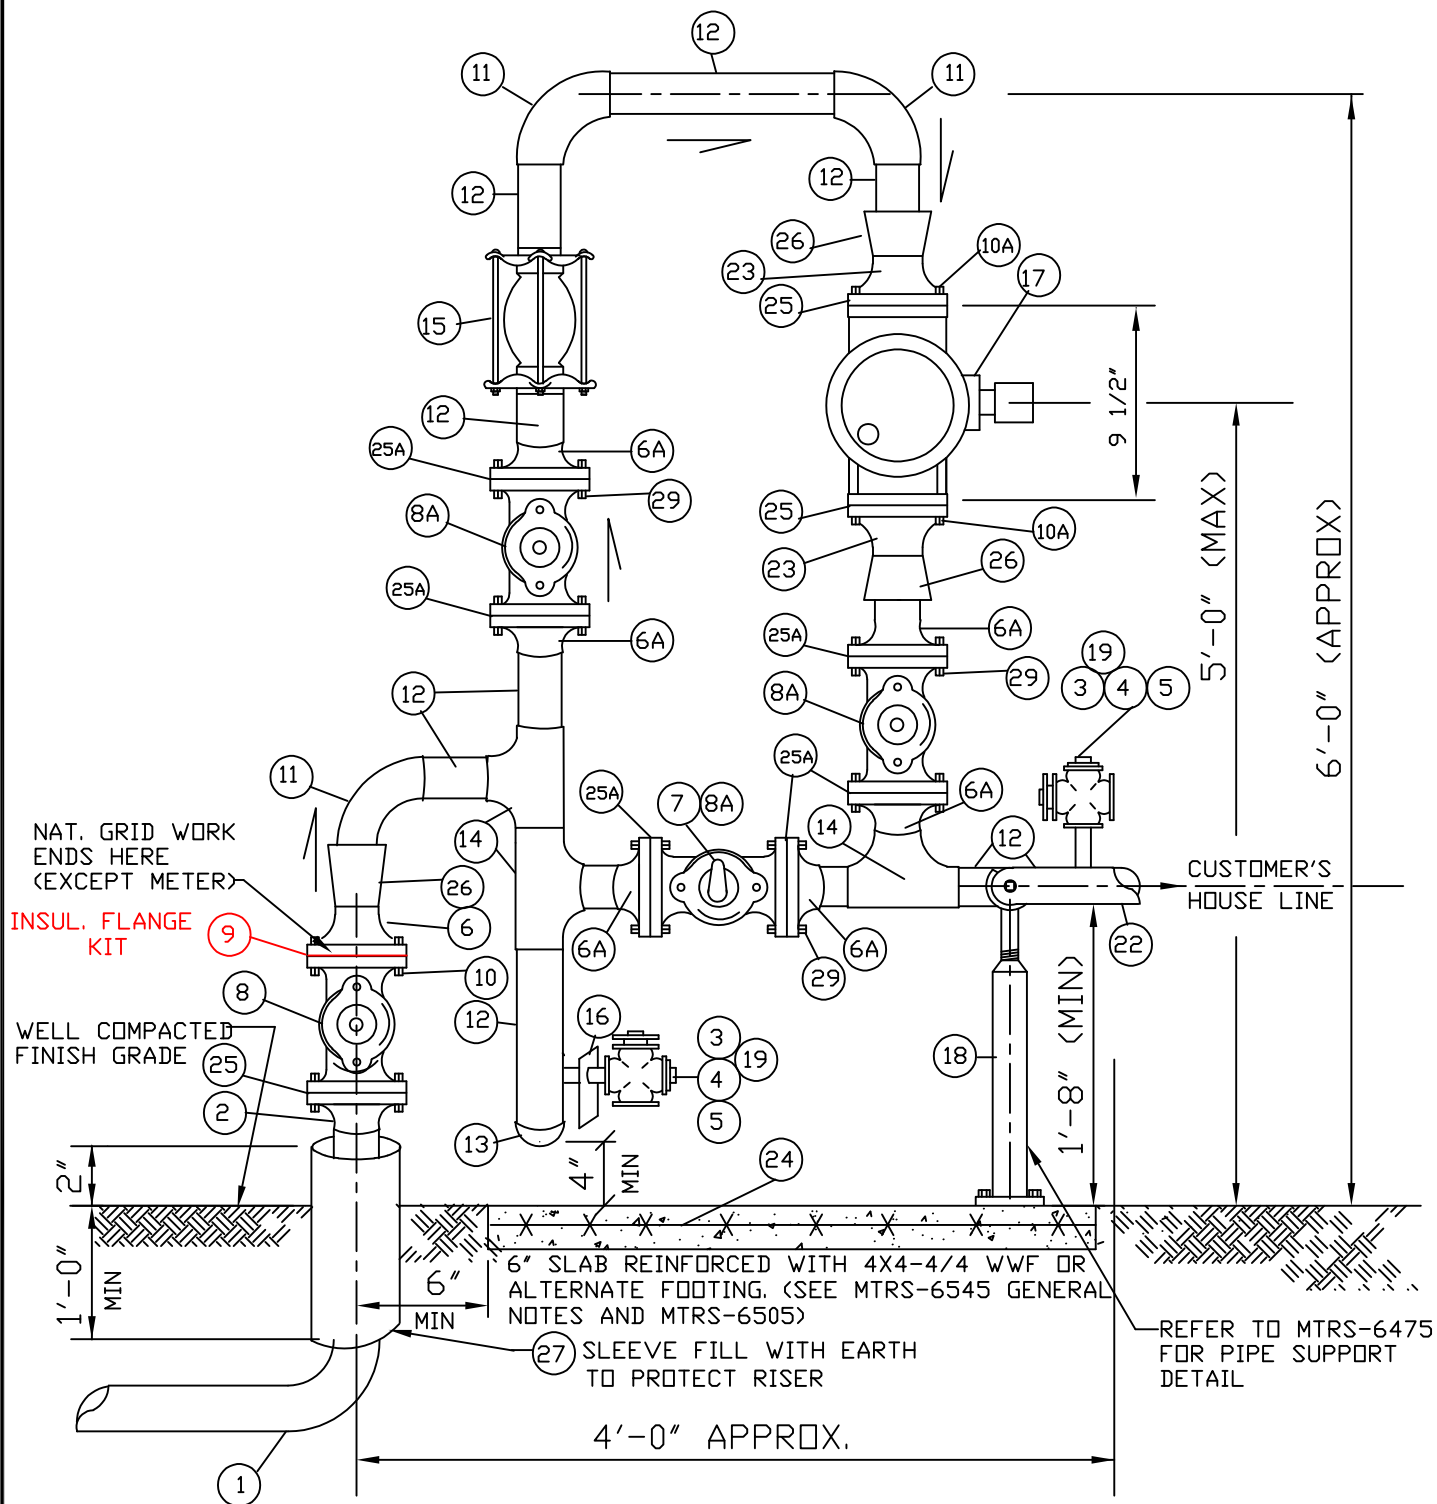 12
11
11
12
12
26
10A
23
17
25
15
9 1/2"
12
6A
25A
29
8A
25
10A
5'-0" (MAX)
6'-0" (APPROX)
23
26
25A
6A
25A
6A
19
3 4 5
29
12
8A
11
25A
25A
7 8A
6A
14
14
12
NAT. GRID WORK
ENDS HERE
(EXCEPT METER)
CUSTOMER'S
HOUSE LINE
26
6
INSUL. FLANGE
KIT
9
6A
6A
22
10
29
8
12
16
WELL COMPACTED
FINISH GRADE
3
19
4
5
18
1'-8" (MIN)
25
2
13
4"
MIN
24
2"
1'-0"
MIN
6"
MIN
6" SLAB REINFORCED WITH 4X4-4/4 WWF OR
ALTERNATE FOOTING. (SEE MTRS-6545 GENERAL
NOTES AND MTRS-6505)
27
SLEEVE FILL WITH EARTH
TO PROTECT RISER
REFER TO MTRS-6475
FOR PIPE SUPPORT
DETAIL
4'-0" APPROX.
1